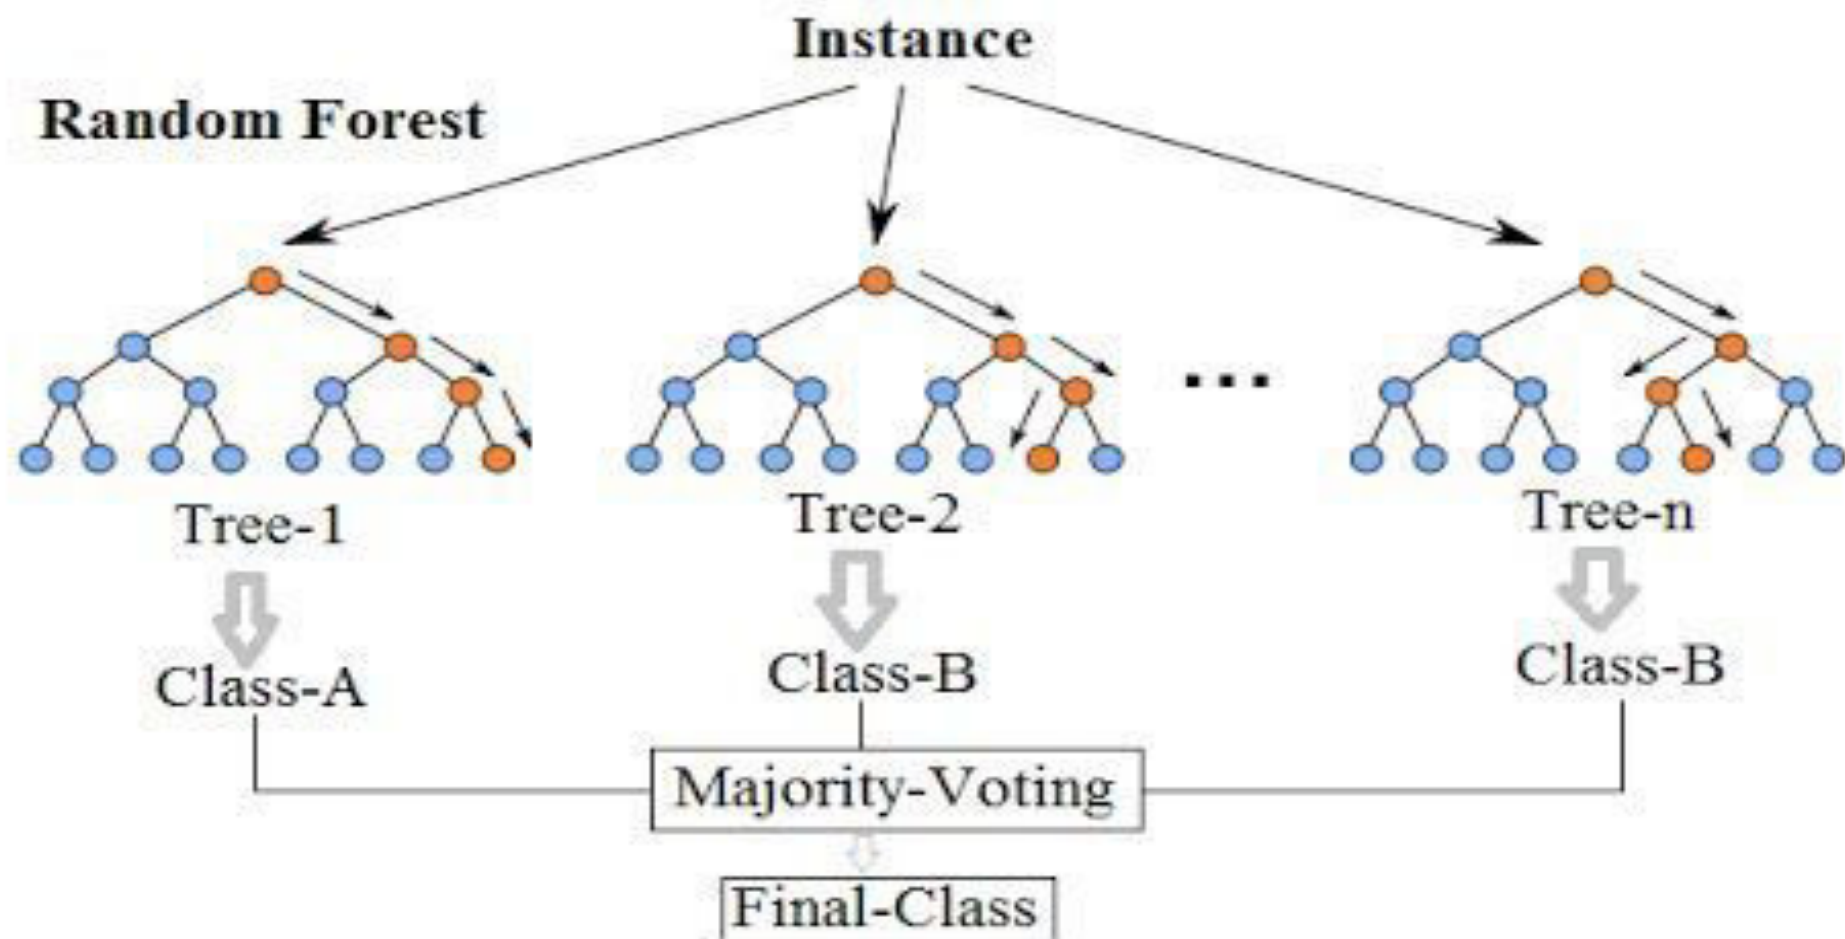 Instance
Random Forest
...
Tree-1
Tree-2
Tree-n
Class-A
Class-B
Class-B
Majority-Voting
Final-Class